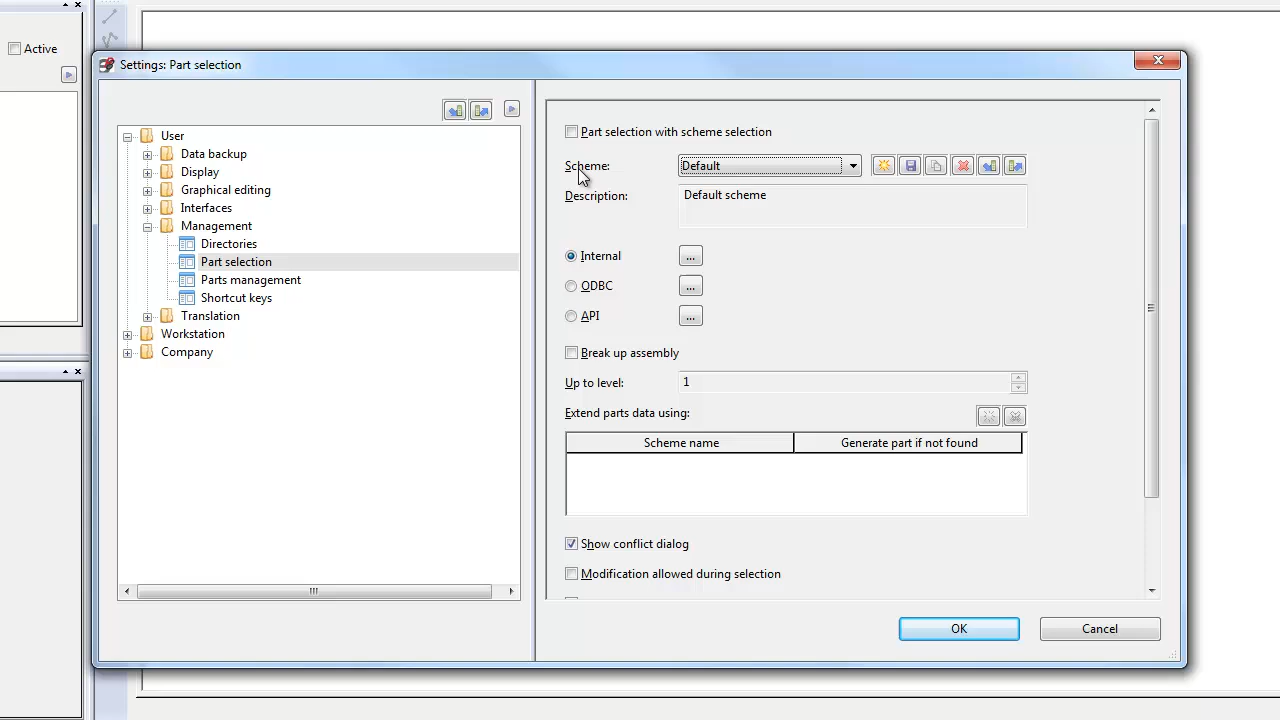 Active
Settings: Part selection
User
Data backup
Display
Graphical editing
Interfaces
Management
Directories
Part selection
Parts management
Shortcut keys
Translation
Workstation
Company
Part selection with scheme selection
Scheme: Default
Description: Default scheme
Internal ...
ODBC ...
API ...
Break up assembly
Up to level: 1
Extend parts data using:
Scheme name Generate part if not found
Show conflict dialog
Modification allowed during selection
OK Cancel